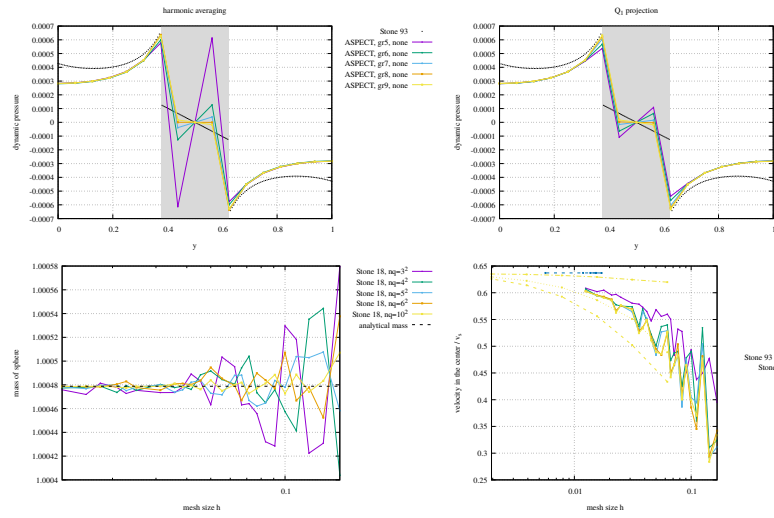 harmonic averaging
0.0007
0.0006
0.0005
0.0004
0.0003
0.0002
0.0001
0
-0.0001
-0.0002
-0.0003
-0.0004
-0.0005
-0.0006
-0.0007
dynamic pressure
0 0.2 0.4 0.6 0.8 1
y
Stone 93
ASPECT, gr5, none
ASPECT, gr6, none
ASPECT, gr7, none
ASPECT, gr8, none
ASPECT, gr9, none
Q1 projection
0.0007
0.0006
0.0005
0.0004
0.0003
0.0002
0.0001
0
-0.0001
-0.0002
-0.0003
-0.0004
-0.0005
-0.0006
-0.0007
dynamic pressure
0 0.2 0.4 0.6 0.8 1
y
1.00058
1.00056
1.00054
1.00052
1.0005
1.00048
1.00046
1.00044
1.00042
1.0004
mass of sphere
0.1
mesh size h
Stone 18, nq=3²
Stone 18, nq=4²
Stone 18, nq=5²
Stone 18, nq=6²
Stone 18, nq=10²
analytical mass
0.65
0.6
0.55
0.5
0.45
0.4
0.35
0.3
0.25
velocity in the center / vs
0.01 0.1
mesh size h
Stone 93
Stone